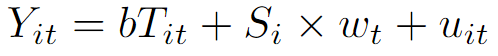 Y_{it} = bT_{it} + S_i × w_t + u_{it}